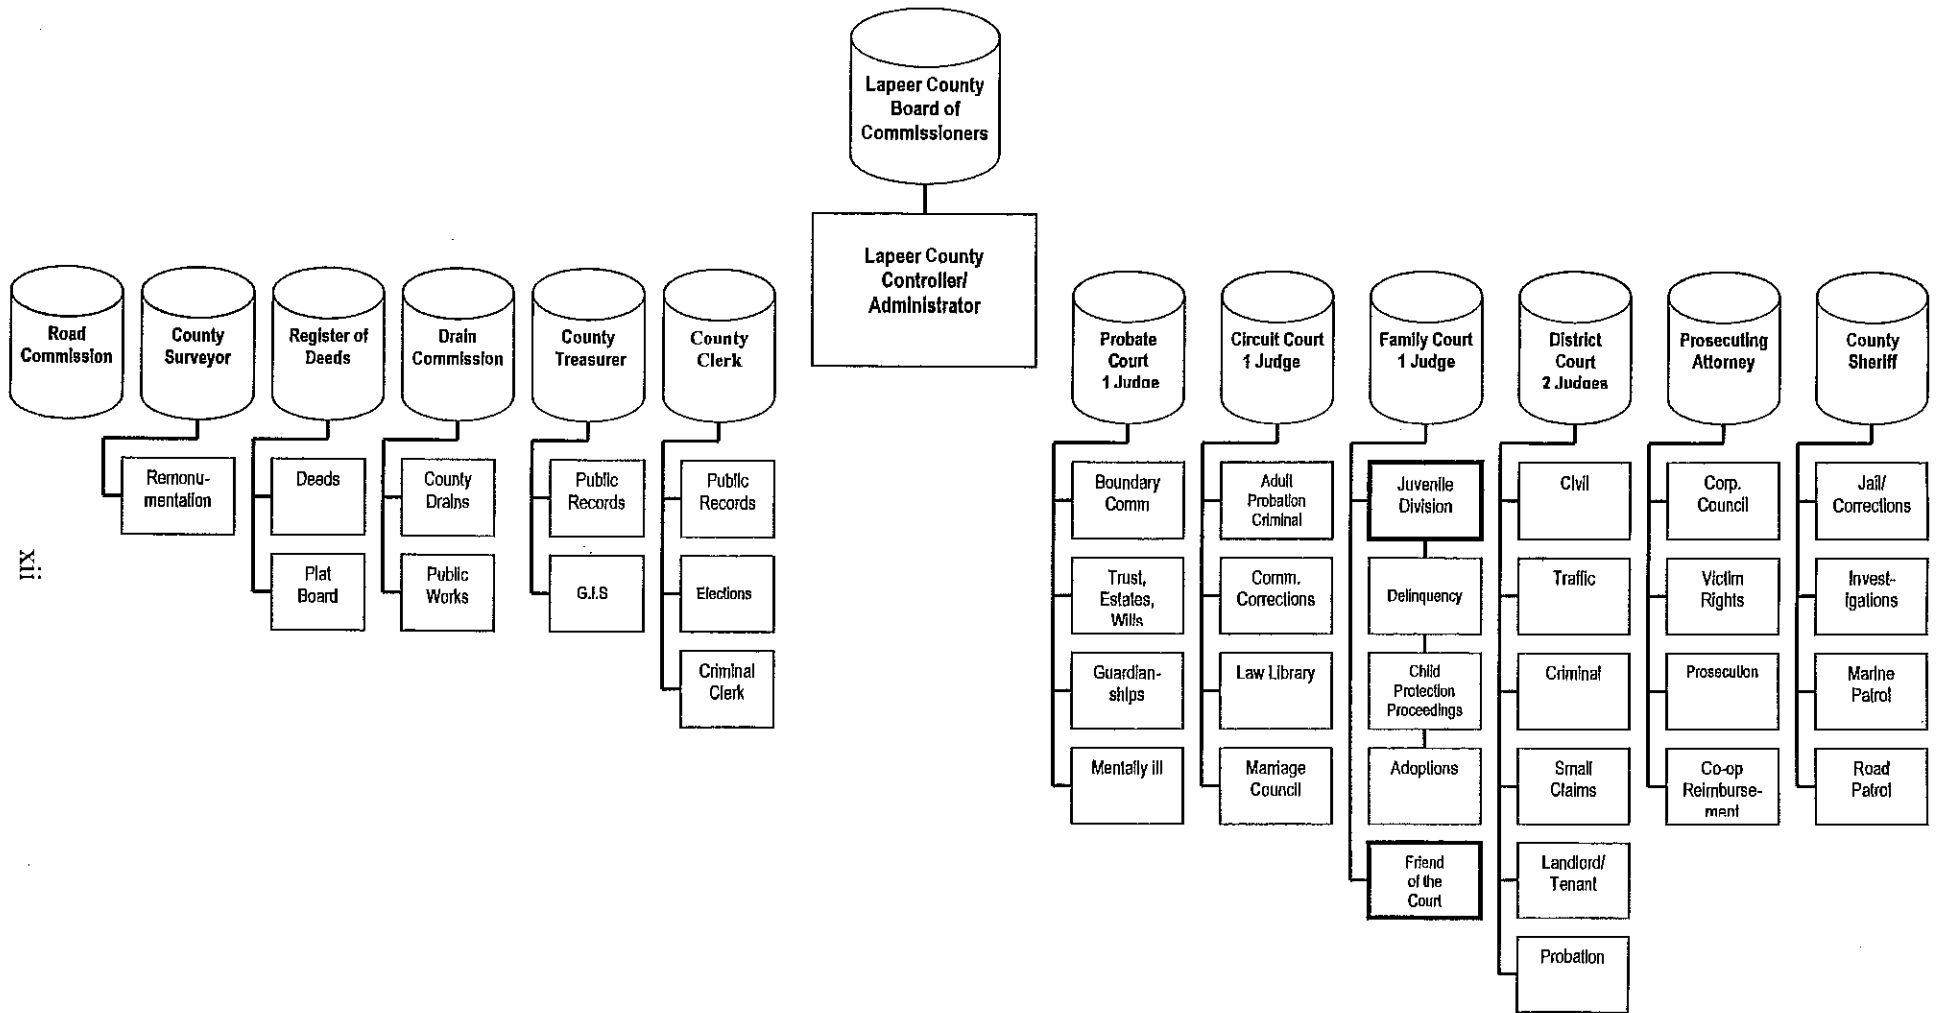 Lapeer County
Board of
Commissioners
Lapeer County
Controller/
Administrator
Road
Commission
County
Surveyor
Remonu-
mentation
Register of
Deeds
Deeds
Plat
Board
Drain
Commission
County
Drains
Public
Works
County
Treasurer
Public
Records
G.I.S
County
Clerk
Public
Records
Elections
Criminal
Clerk
Probate
Court
1 Judge
Boundary
Comm
Trust,
Estates,
Wills
Guardian-
ships
Mentally ill
Circuit Court
1 Judge
Adult
Probation
Criminal
Comm.
Corrections
Law Library
Marriage
Council
Family Court
1 Judge
Juvenile
Division
Delinquency
Child
Protection
Proceedings
Adoptions
Friend
of the
Court
District
Court
2 Judges
Civil
Traffic
Criminal
Small
Claims
Landlord/
Tenant
Probation
Prosecuting
Attorney
Corp.
Council
Victim
Rights
Prosecution
Co-op
Reimburse-
ment
County
Sheriff
Jail/
Corrections
Invest-
igations
Marine
Patrol
Road
Patrol
xii